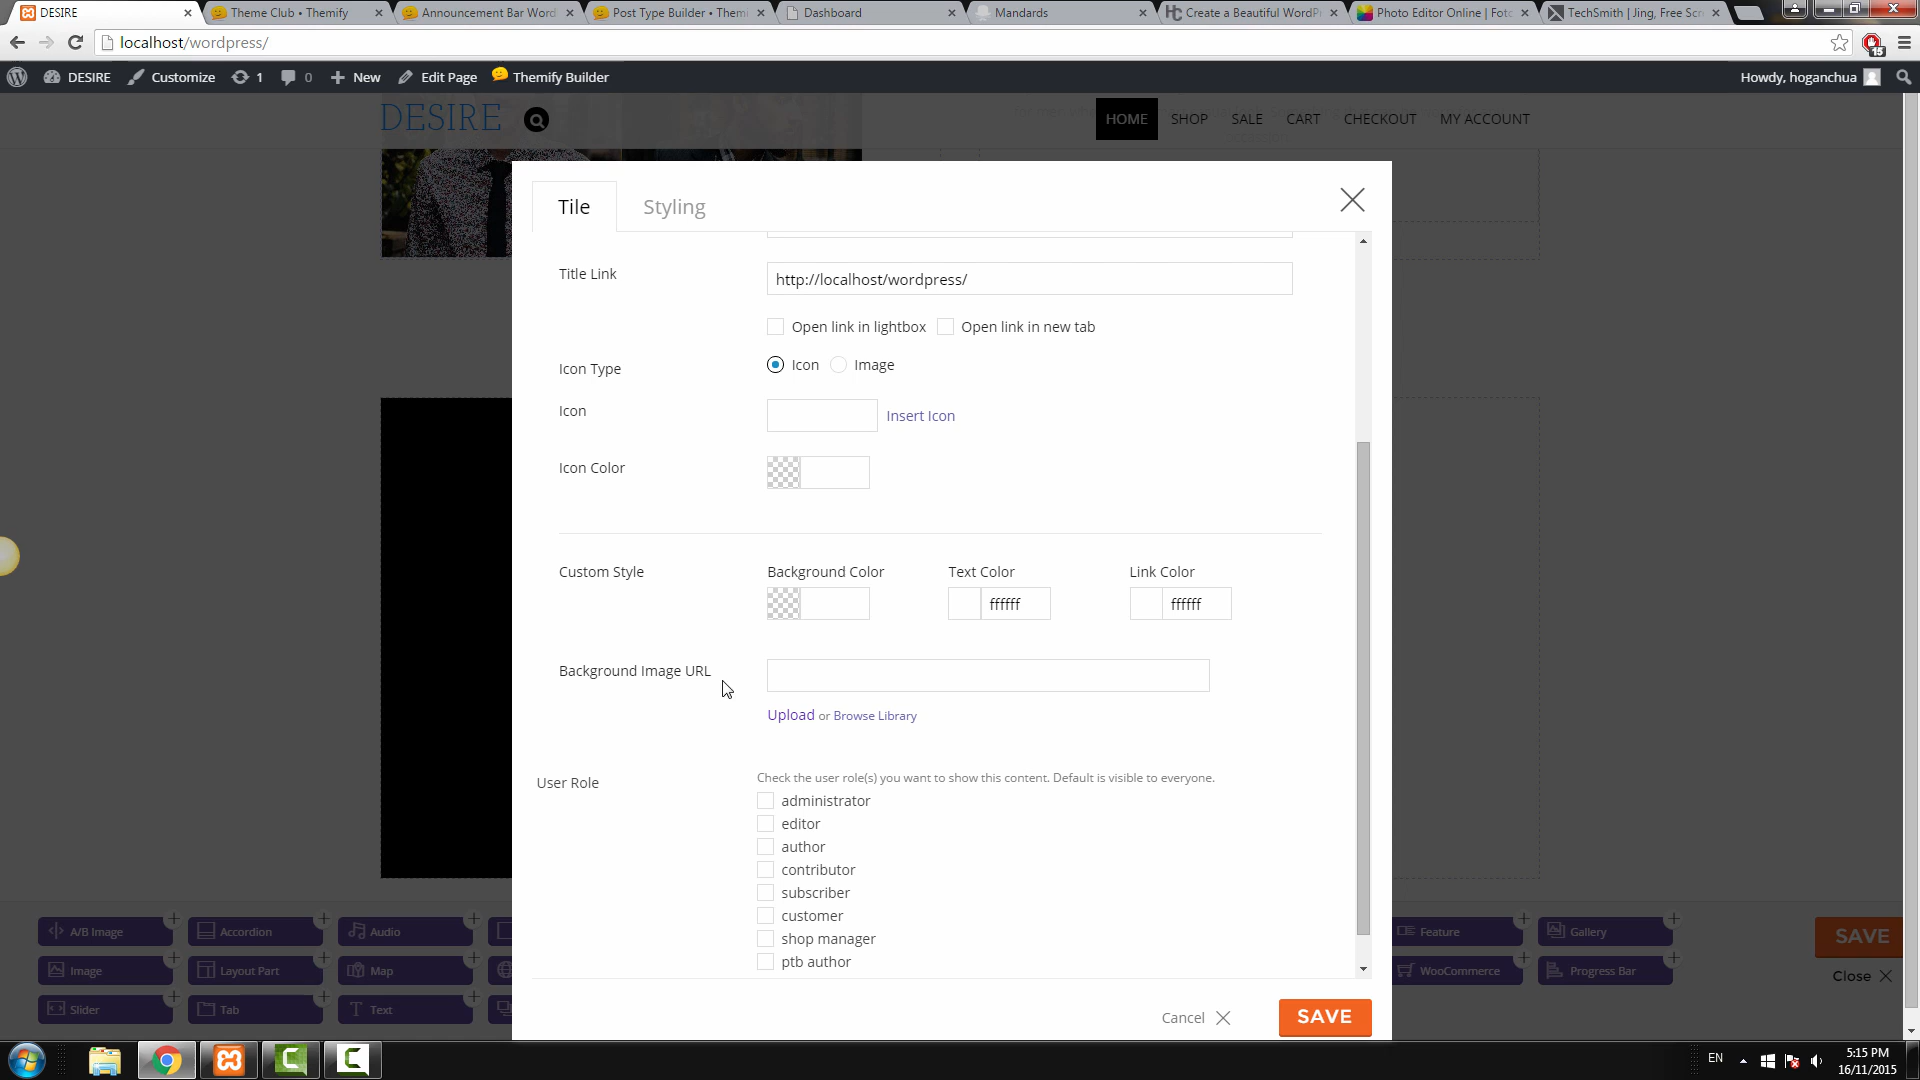 DESIRE
Theme Club - Themify
Announcement Bar Word
Post Type Builder • Themi
Dashboard
Mandards
Create a Beautiful WordPr
Photo Editor Online | Fot
TechSmith | Jing, Free Scr
localhost/wordpress/
15
DESIRE
Customize
1
0
New
Edit Page
Themify Builder
Howdy, hoganchua
DESIRE
HOME
SHOP
SALE
CART
CHECKOUT
MY ACCOUNT
Tile
Styling
Title Link
http://localhost/wordpress/
Open link in lightbox
Open link in new tab
Icon Type
Icon
Image
Icon
Insert Icon
Icon Color
Custom Style
Background Color
Text Color
Link Color
ffffff
ffffff
Background Image URL
Upload or Browse Library
User Role
Check the user role(s) you want to show this content. Default is visible to everyone.
administrator
editor
author
contributor
subscriber
customer
shop manager
ptb author
Cancel
SAVE
A/B Image
Accordion
Audio
Feature
Gallery
SAVE
Image
Layout Part
Map
WooCommerce
Progress Bar
Close
Slider
Tab
Text
EN
5:15 PM
16/11/2015